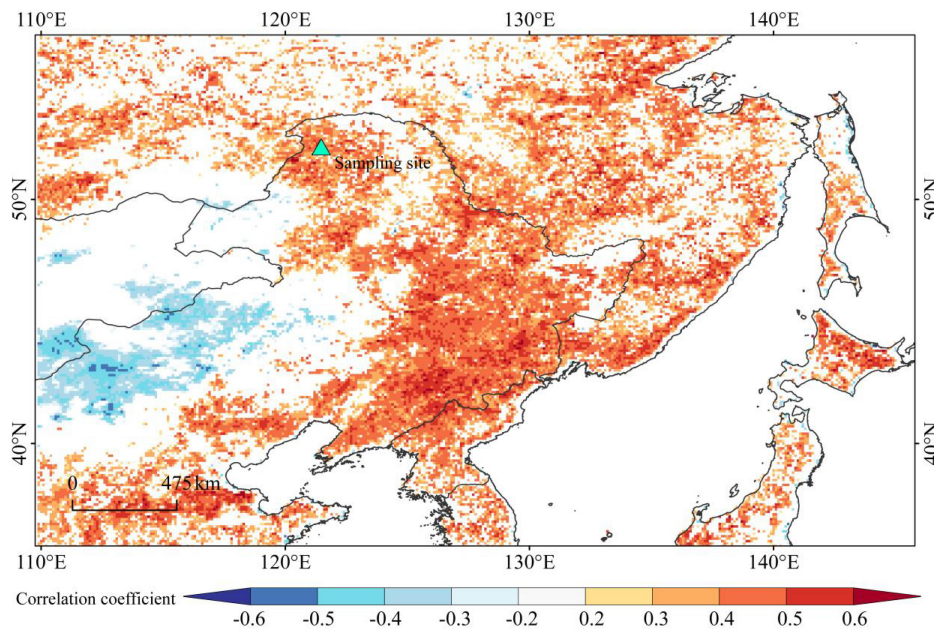 110°E 120°E 130°E 140°E
Sampling site
50°N 50°N
40°N 40°N
0 475 km
110°E 120°E 130°E 140°E
Correlation coefficient
-0.6 -0.5 -0.4 -0.3 -0.2 0.2 0.3 0.4 0.5 0.6